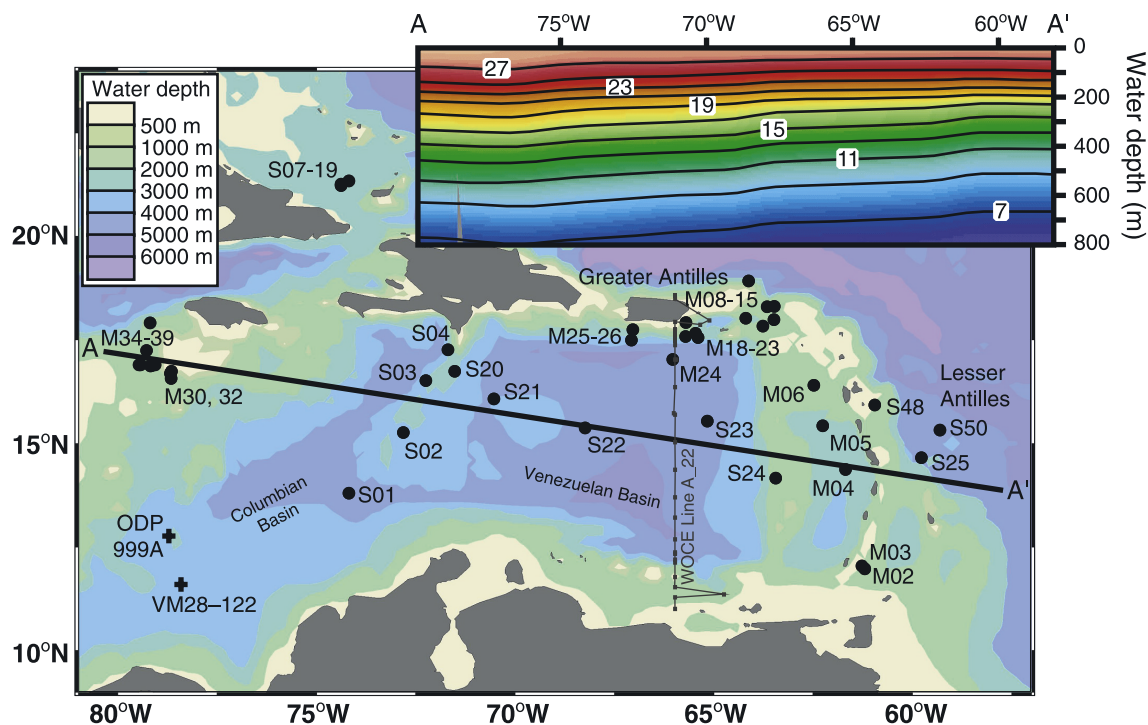 A
75°W
70°W
65°W
60°W
A'
0
200
400
600
800
Water depth (m)
27
23
19
15
11
7
Water depth
500 m
1000 m
2000 m
3000 m
4000 m
5000 m
6000 m
S07-19
20°N
15°N
10°N
Greater Antilles
M08-15
M34-39
S04
M25-26
M18-23
A
S03
S20
M24
Lesser
Antilles
M30, 32
S21
M06
S48
S02
S22
S23
M05
S50
S24
S25
M04
A'
S01
Columbian
Basin
Venezuelan Basin
WOCE Line A_22
ODP
999A
VM28–122
M03
M02
80°W
75°W
70°W
65°W
60°W